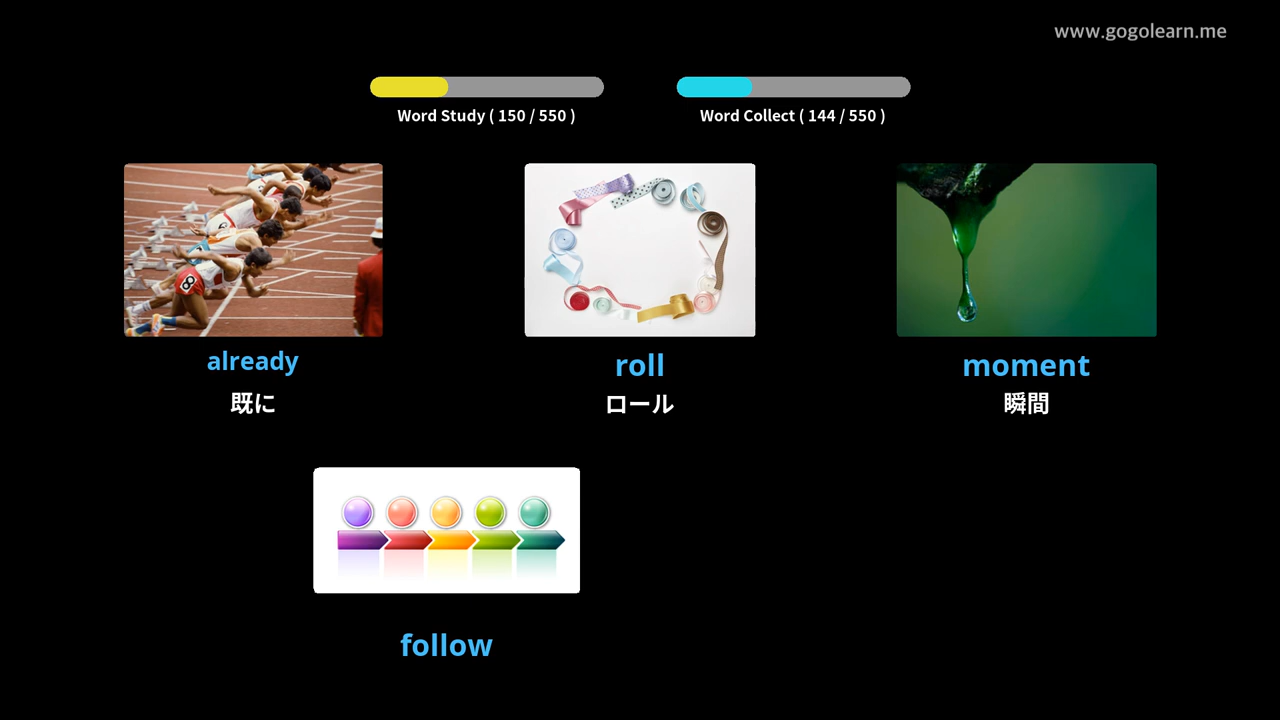 www.gogolearn.me
Word Study ( 150 / 550 )
Word Collect ( 144 / 550 )
8
already
roll
moment
既に
ロール
瞬間
follow